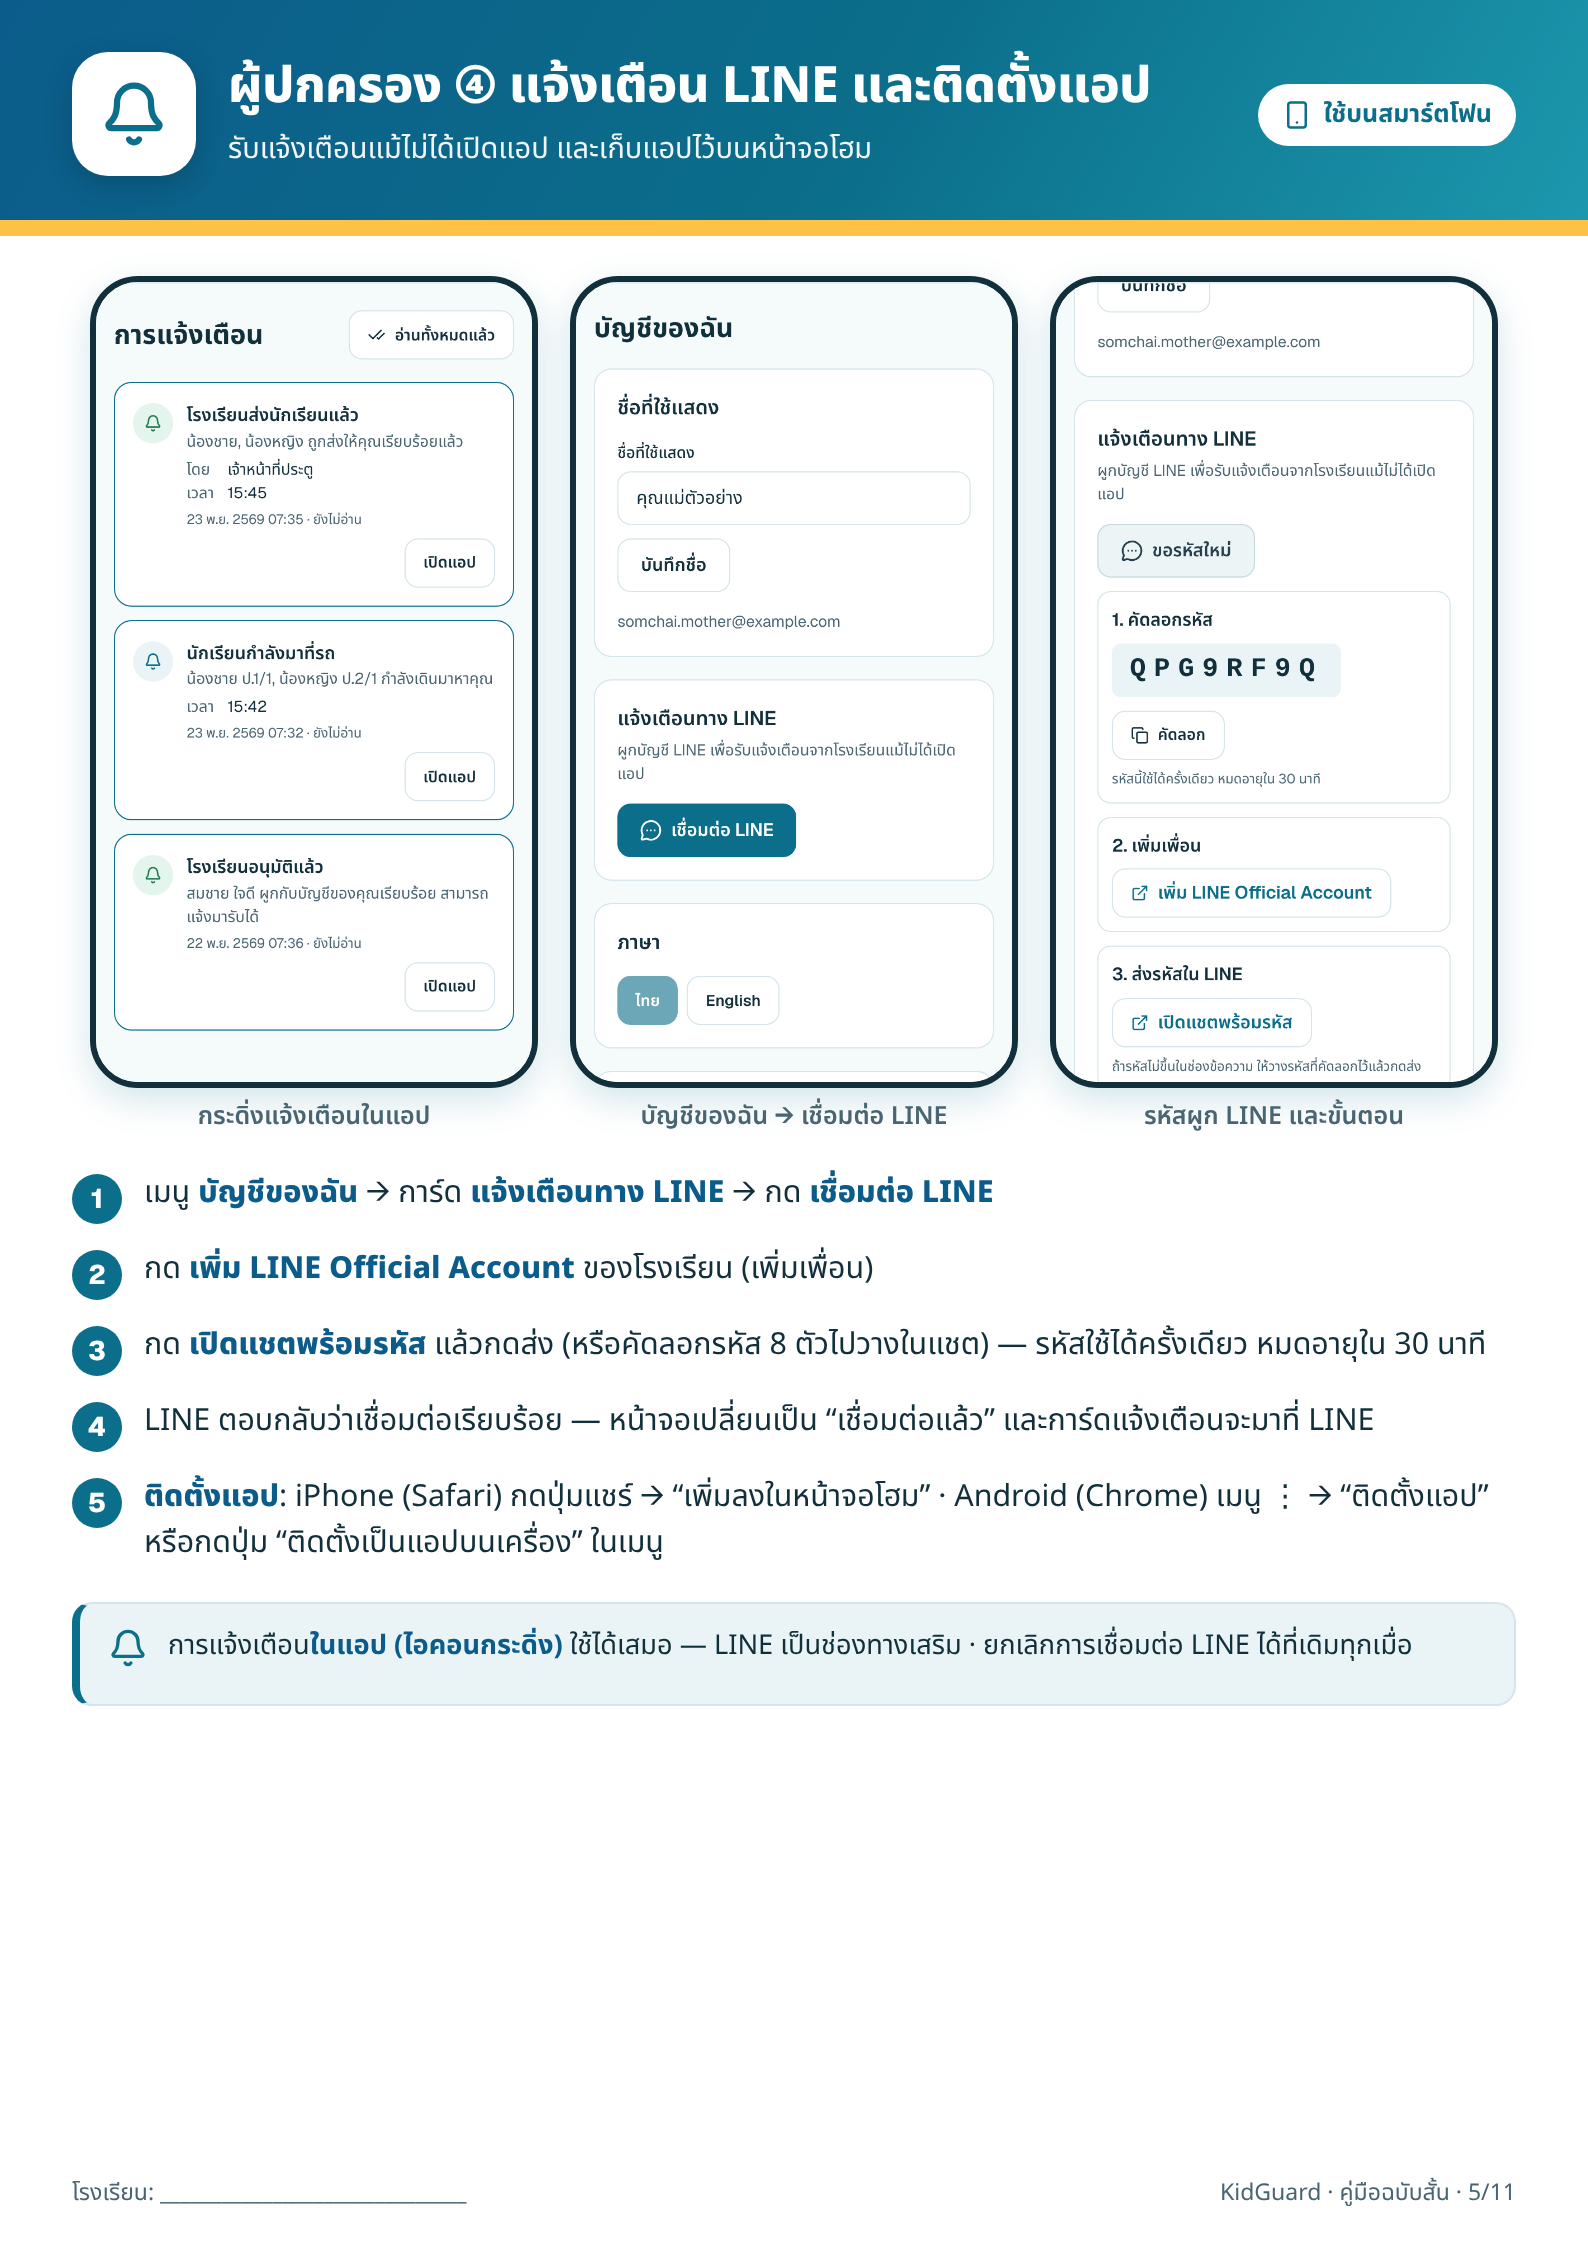 ผู้ปกครอง ④ แจ้งเตือน LINE และติดตั้งแอป
รับแจ้งเตือนแม้ไม่ได้เปิดแอป และเก็บแอปไว้บนหน้าจอโฮม
ใช้บนสมาร์ตโฟน
การแจ้งเตือน
อ่านทั้งหมดแล้ว
โรงเรียนส่งนักเรียนแล้ว
น้องชาย, น้องหญิง ถูกส่งให้คุณเรียบร้อยแล้ว
โดย เจ้าหน้าที่ประตู
เวลา 15:45
23 พ.ย. 2569 07:35 · ยังไม่อ่าน
เปิดแอป
นักเรียนกำลังมาที่รถ
น้องชาย ป.1/1, น้องหญิง ป.2/1 กำลังเดินมาหาคุณ
เวลา 15:42
23 พ.ย. 2569 07:32 · ยังไม่อ่าน
เปิดแอป
โรงเรียนอนุมัติแล้ว
สมชาย ใจดี ผูกกับบัญชีของคุณเรียบร้อย สามารถ
แจ้งมารับได้
22 พ.ย. 2569 07:36 · ยังไม่อ่าน
เปิดแอป
กระดิ่งแจ้งเตือนในแอป
บัญชีของฉัน
ชื่อที่ใช้แสดง
ชื่อที่ใช้แสดง
คุณแม่ตัวอย่าง
บันทึกชื่อ
somchai.mother@example.com
แจ้งเตือนทาง LINE
ผูกบัญชี LINE เพื่อรับแจ้งเตือนจากโรงเรียนแม้ไม่ได้เปิด
แอป
เชื่อมต่อ LINE
ภาษา
ไทย English
บัญชีของฉัน → เชื่อมต่อ LINE
บันทึกชื่อ
somchai.mother@example.com
แจ้งเตือนทาง LINE
ผูกบัญชี LINE เพื่อรับแจ้งเตือนจากโรงเรียนแม้ไม่ได้เปิด
แอป
ขอรหัสใหม่
1. คัดลอกรหัส
QPG9RF9Q
คัดลอก
รหัสนี้ใช้ได้ครั้งเดียว หมดอายุใน 30 นาที
2. เพิ่มเพื่อน
เพิ่ม LINE Official Account
3. ส่งรหัสใน LINE
เปิดแชตพร้อมรหัส
ถ้ารหัสไม่ขึ้นในช่องข้อความ ให้วางรหัสที่คัดลอกไว้แล้วกดส่ง
รหัสผูก LINE และขั้นตอน
1 เมนู บัญชีของฉัน → การ์ด แจ้งเตือนทาง LINE → กด เชื่อมต่อ LINE
2 กด เพิ่ม LINE Official Account ของโรงเรียน (เพิ่มเพื่อน)
3 กด เปิดแชตพร้อมรหัส แล้วกดส่ง (หรือคัดลอกรหัส 8 ตัวไปวางในแชต) — รหัสใช้ได้ครั้งเดียว หมดอายุใน 30 นาที
4 LINE ตอบกลับว่าเชื่อมต่อเรียบร้อย — หน้าจอเปลี่ยนเป็น “เชื่อมต่อแล้ว” และการ์ดแจ้งเตือนจะมาที่ LINE
5 ติดตั้งแอป: iPhone (Safari) กดปุ่มแชร์ → “เพิ่มลงในหน้าจอโฮม” · Android (Chrome) เมนู ⋮ → “ติดตั้งแอป”
หรือกดปุ่ม “ติดตั้งเป็นแอปบนเครื่อง” ในเมนู
การแจ้งเตือนในแอป (ไอคอนกระดิ่ง) ใช้ได้เสมอ — LINE เป็นช่องทางเสริม · ยกเลิกการเชื่อมต่อ LINE ได้ที่เดิมทุกเมื่อ
โรงเรียน: __________________________
KidGuard · คู่มือฉบับสั้น · 5/11